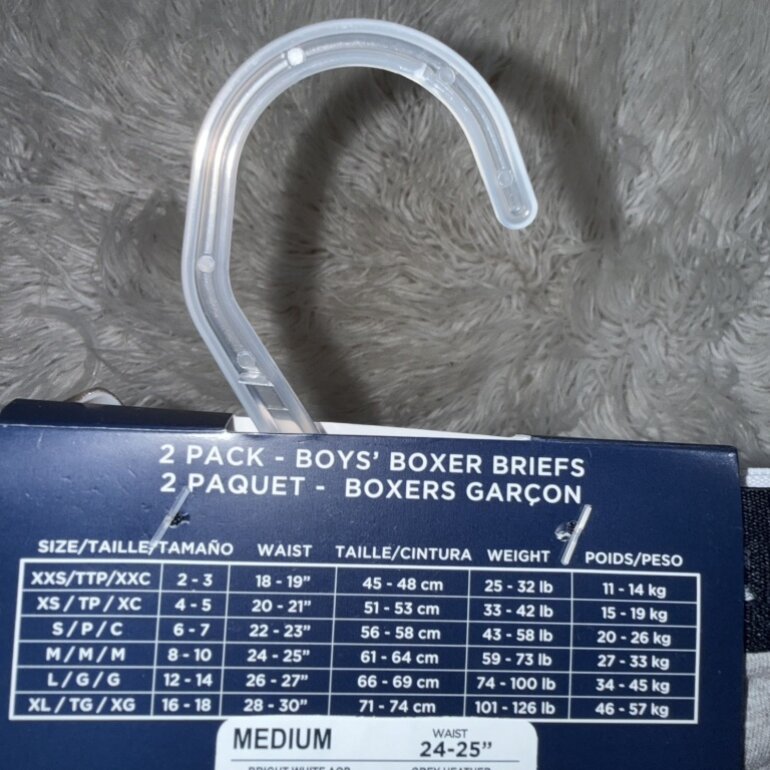 2 PACK - BOYS' BOXER BRIEFS
2 PAQUET - BOXERS GARÇON
SIZE/TAILLE/TAMAÑO WAIST TAILLE/CINTURA WEIGHT POIDS/PESO
XXS/TTP/XXC 2 - 3 18 - 19" 45 - 48 cm 25 - 32 lb 11 - 14 kg
XS / TP / XC 4 - 5 20 - 21" 51 - 53 cm 33 - 42 lb 15 - 19 kg
S / P / C 6 - 7 22 - 23" 56 - 58 cm 43 - 58 lb 20 - 26 kg
M / M / M 8 - 10 24 - 25" 61 - 64 cm 59 - 73 lb 27 - 33 kg
L / G / G 12 - 14 26 - 27" 66 - 69 cm 74 - 100 lb 34 - 45 kg
XL / TG / XG 16 - 18 28 - 30" 71 - 74 cm 101 - 126 lb 46 - 57 kg
MEDIUM WAIST
24-25"
BRIGHT WHITE AOP GREY HEATHER